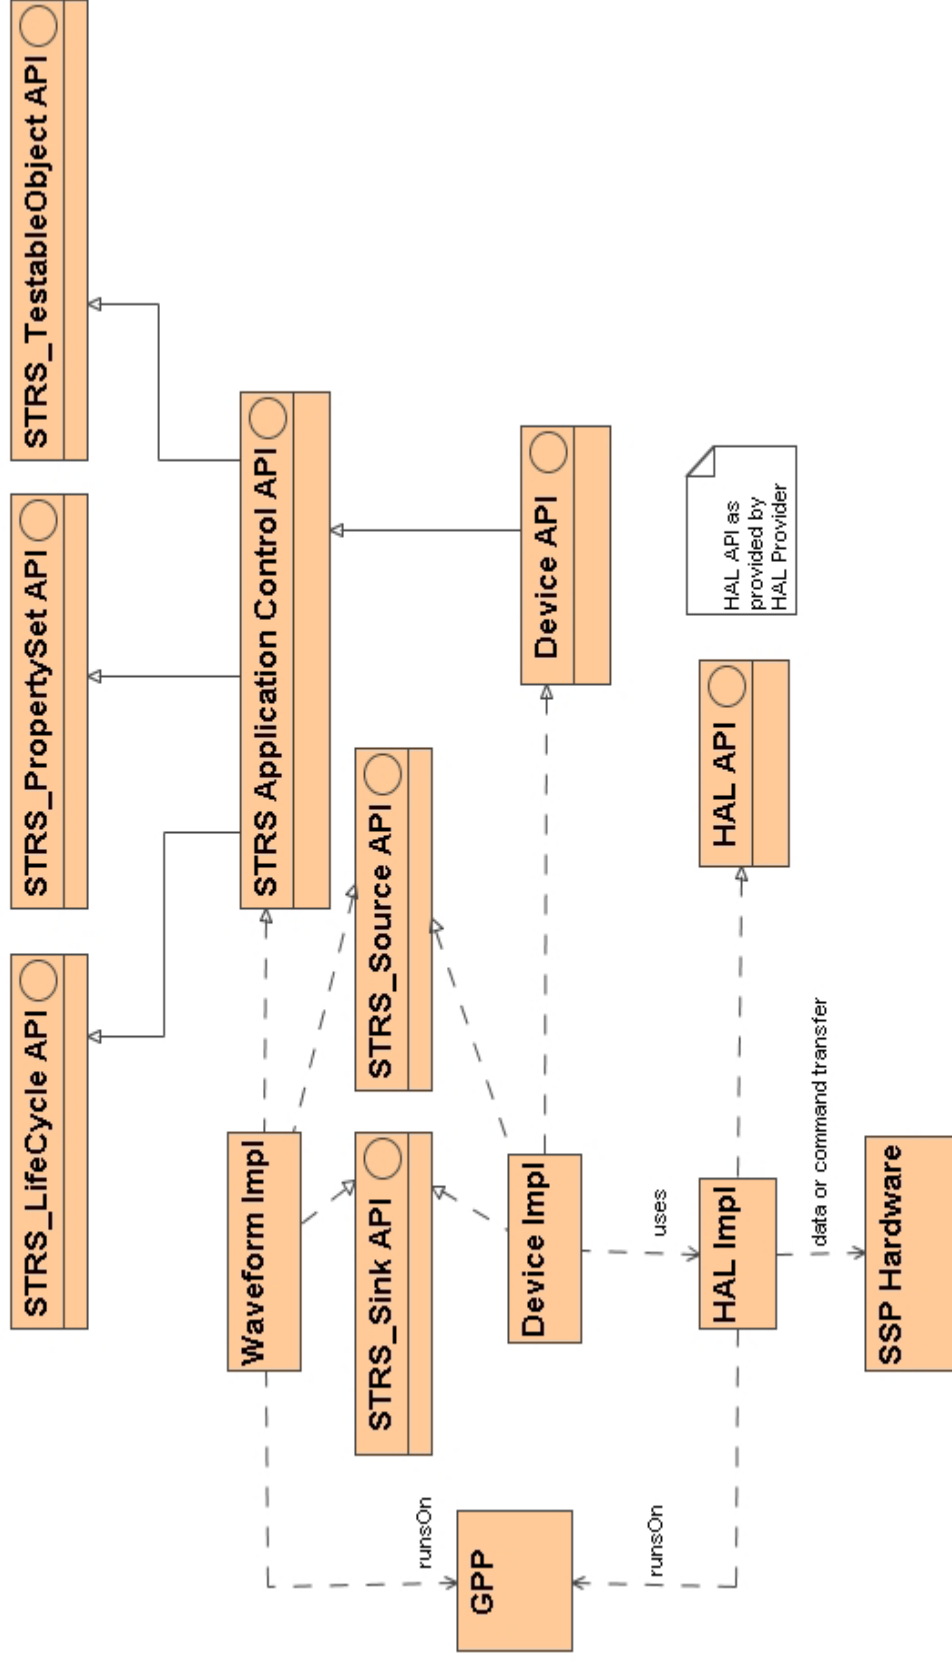 STRS_LifeCycle API
STRS_PropertySet API
STRS_TestableObject API
Waveform Impl
STRS Application Control API
STRS_Sink API
STRS_Source API
runsOn
GPP
Device Impl
Device API
uses
runsOn
HAL Impl
HAL API
HAL API as
provided by
HAL Provider
data or command transfer
SSP Hardware